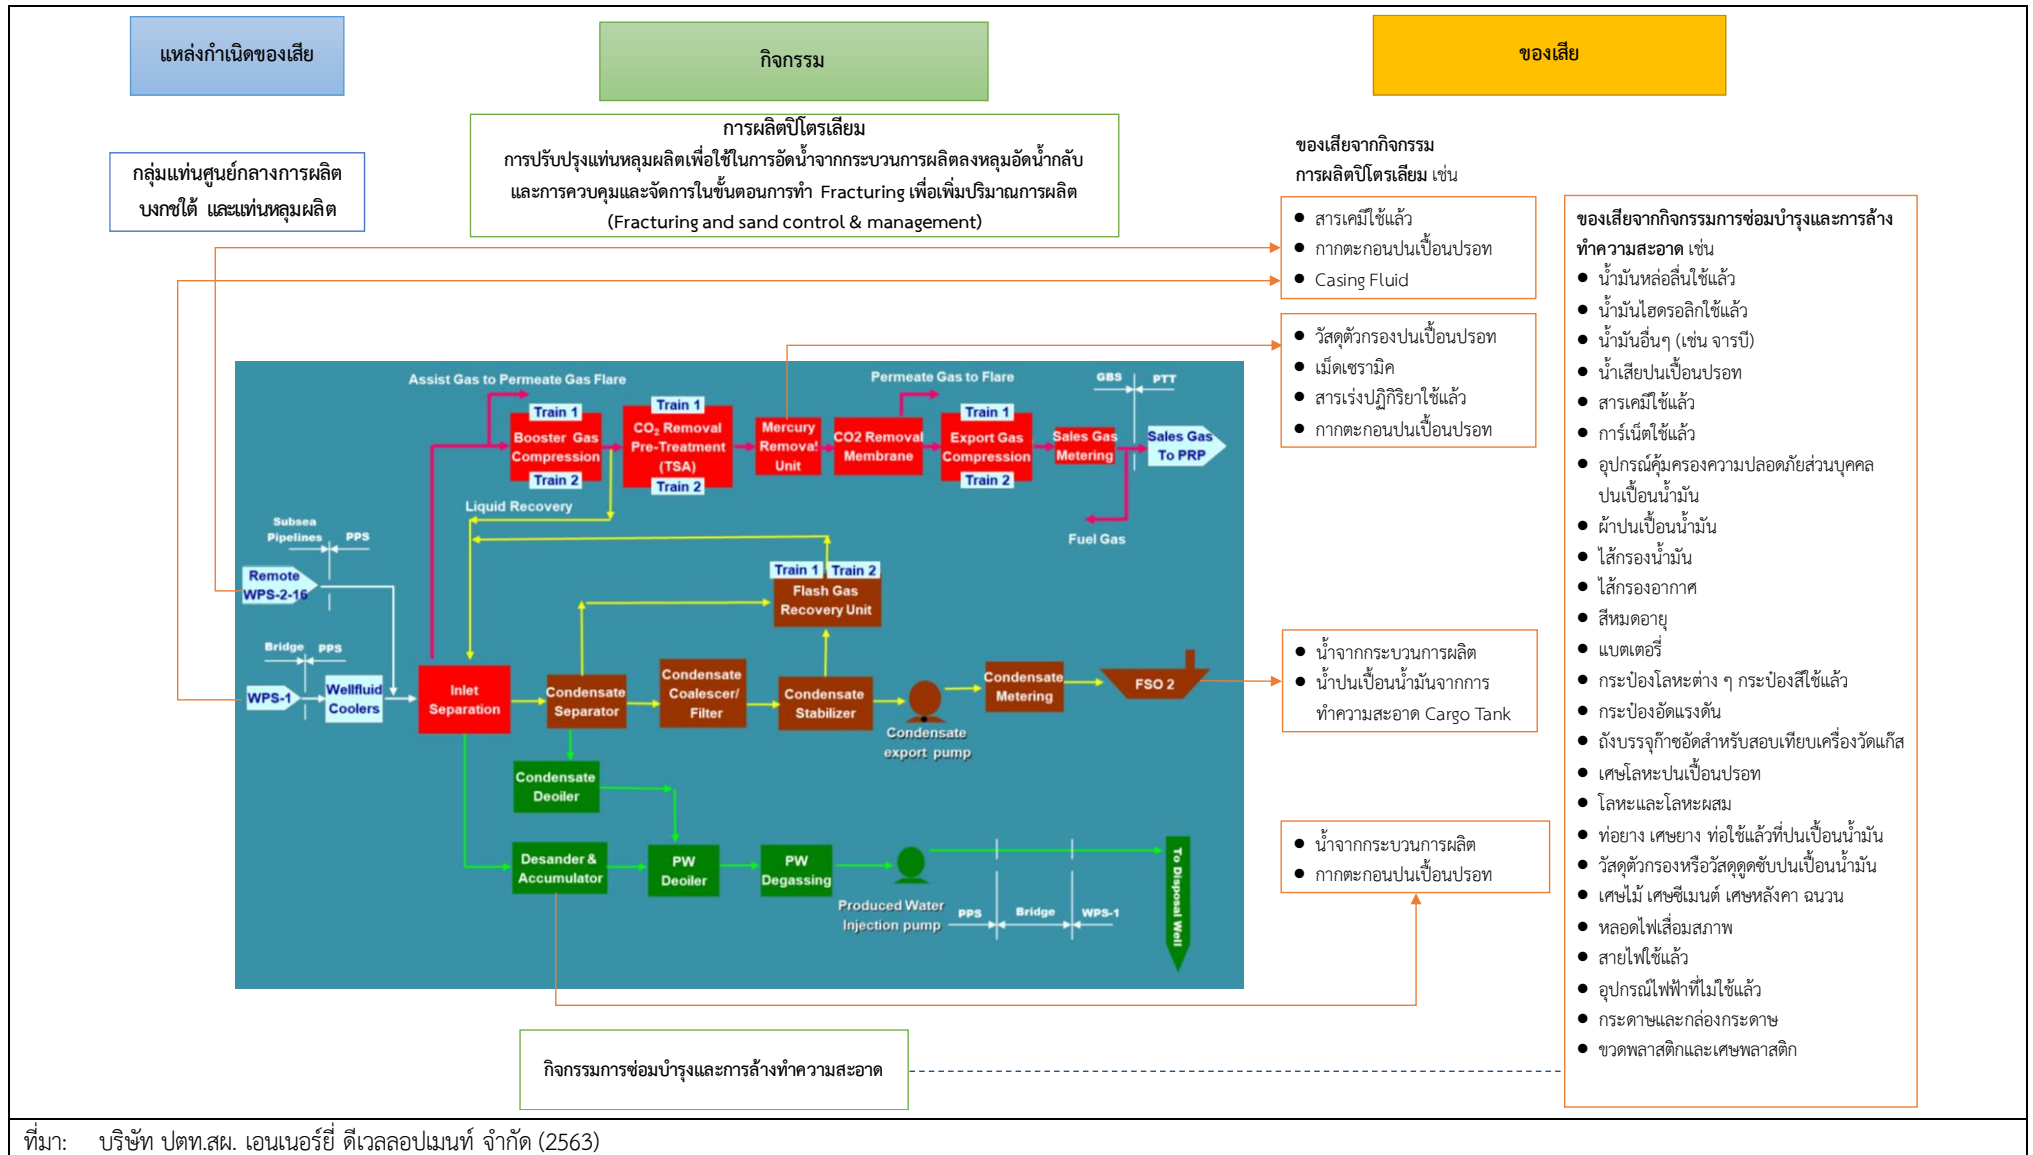 แหล่งกำเนิดของเสีย
กิจกรรม
ของเสีย
กลุ่มแท่นศูนย์กลางการผลิต
บงกชใต้ และแท่นหลุมผลิต
การผลิตปิโตรเลียม
การปรับปรุงแท่นหลุมผลิตเพื่อใช้ในการอัดน้ำจากกระบวนการผลิตลงหลุมอัดน้ำกลับ
และการควบคุมและจัดการในขั้นตอนการทำ Fracturing เพื่อเพิ่มปริมาณการผลิต
(Fracturing and sand control & management)
ของเสียจากกิจกรรม
การผลิตปิโตรเลียม เช่น
● สารเคมีใช้แล้ว
● กากตะกอนปนเปื้อนปรอท
● Casing Fluid
● วัสดุตัวกรองปนเปื้อนปรอท
● เม็ดเซรามิค
● สารเร่งปฏิกิริยาใช้แล้ว
● กากตะกอนปนเปื้อนปรอท
● น้ำจากกระบวนการผลิต
● น้ำปนเปื้อนน้ำมันจากการ
ทำความสะอาด Cargo Tank
● น้ำจากกระบวนการผลิต
● กากตะกอนปนเปื้อนปรอท
ของเสียจากกิจกรรมการซ่อมบำรุงและการล้าง
ทำความสะอาด เช่น
● น้ำมันหล่อลื่นใช้แล้ว
● น้ำมันไฮดรอลิกใช้แล้ว
● น้ำมันอื่นๆ (เช่น จารบี)
● น้ำเสียปนเปื้อนปรอท
● สารเคมีใช้แล้ว
● การ์เน็ตใช้แล้ว
● อุปกรณ์คุ้มครองความปลอดภัยส่วนบุคคล
ปนเปื้อนน้ำมัน
● ผ้าปนเปื้อนน้ำมัน
● ไส้กรองน้ำมัน
● ไส้กรองอากาศ
● สีหมดอายุ
● แบตเตอรี่
● กระป๋องโลหะต่าง ๆ กระป๋องสีใช้แล้ว
● กระป๋องอัดแรงดัน
● ถังบรรจุก๊าซอัดสำหรับสอบเทียบเครื่องวัดแก๊ส
● เศษโลหะปนเปื้อนปรอท
● โลหะและโลหะผสม
● ท่อยาง เศษยาง ท่อใช้แล้วที่ปนเปื้อนน้ำมัน
● วัสดุตัวกรองหรือวัสดุดูดซับปนเปื้อนน้ำมัน
● เศษไม้ เศษซีเมนต์ เศษหลังคา ฉนวน
● หลอดไฟเสื่อมสภาพ
● สายไฟใช้แล้ว
● อุปกรณ์ไฟฟ้าที่ไม่ใช้แล้ว
● กระดาษและกล่องกระดาษ
● ขวดพลาสติกและเศษพลาสติก
Assist Gas to Permeate Gas Flare
Permeate Gas to Flare
GBS
PTT
Train 1
Booster Gas
Compression
Train 2
Train 1
CO₂ Removal
Pre-Treatment
(TSA)
Train 2
Mercury
Removal
Unit
CO2 Removal
Membrane
Train 1
Export Gas
Compression
Train 2
Sales Gas
Metering
Sales Gas
To PRP
Liquid Recovery
Fuel Gas
Subsea
Pipelines
PPS
Remote
WPS-2-16
Train 1
Train 2
Flash Gas
Recovery Unit
Bridge
PPS
WPS-1
Wellfluid
Coolers
Inlet
Separation
Condensate
Separator
Condensate
Coalescer/
Filter
Condensate
Stabilizer
Condensate
export pump
Condensate
Metering
FSO 2
Condensate
Deoiler
Desander &
Accumulator
PW
Deoiler
PW
Degassing
Produced Water
Injection pump
PPS
Bridge
WPS-1
To Disposal Well
กิจกรรมการซ่อมบำรุงและการล้างทำความสะอาด
ที่มา: บริษัท ปตท.สผ. เอนเนอร์ยี่ ดีเวลลอปเมนท์ จำกัด (2563)